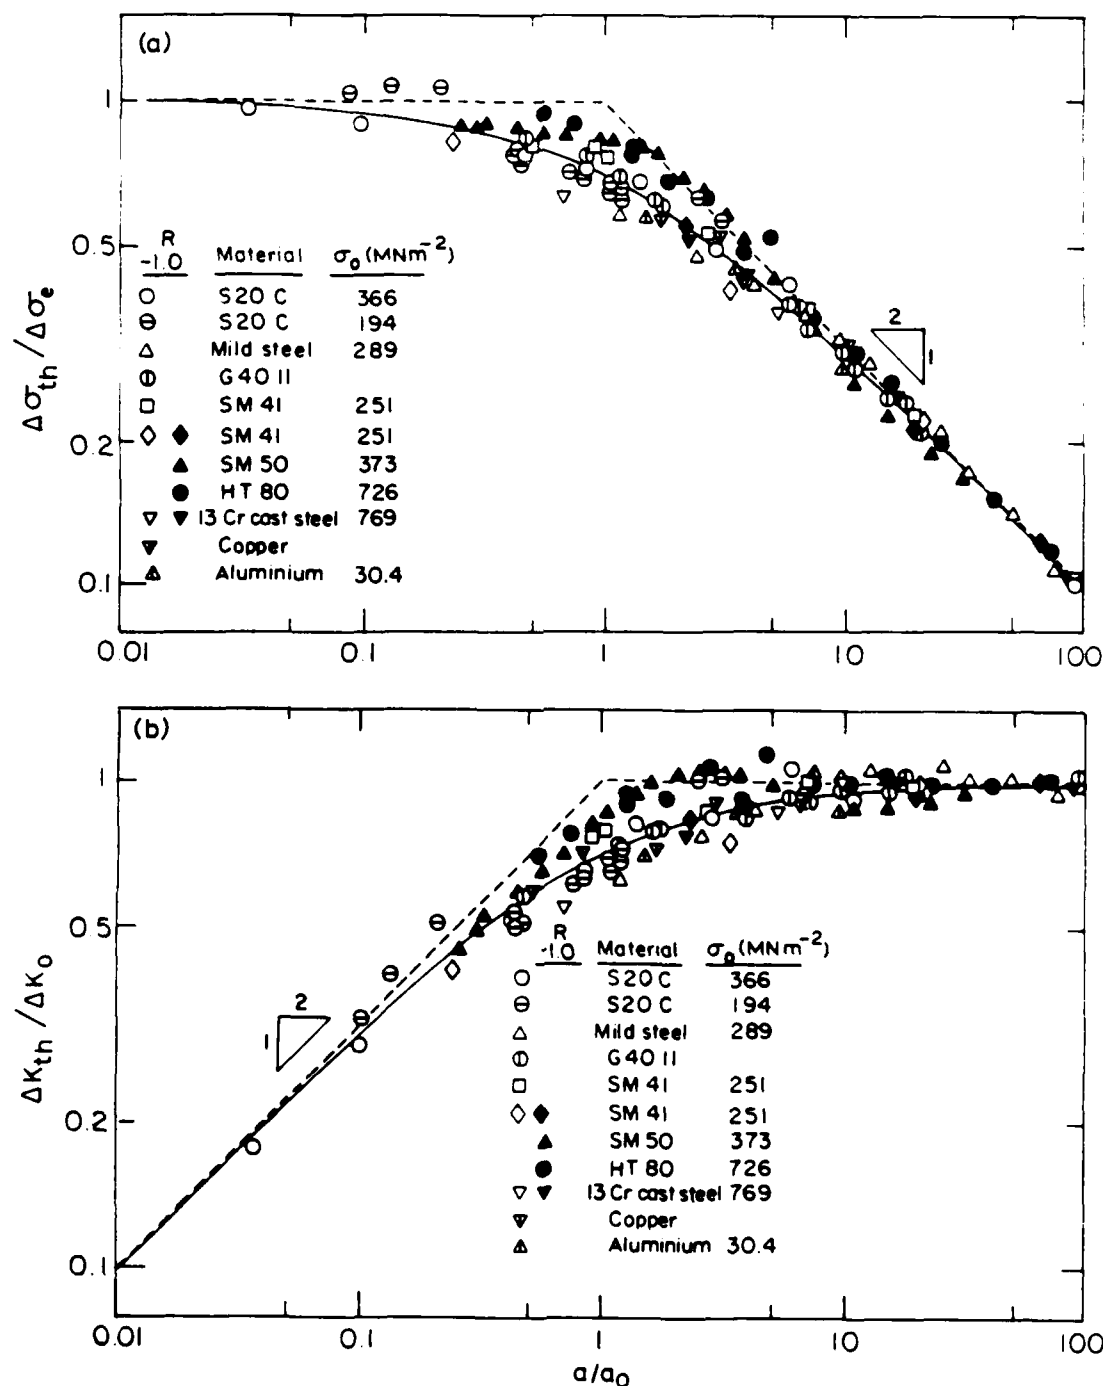 (a)
1
0.5
0.2
0.1
Δσth/Δσe
R
-1.0 Material σo (MNm-2)
S20 C 366
S20 C 194
Mild steel 289
G40 11
SM 41 251
SM 41 251
SM 50 373
HT 80 726
13 Cr cast steel 769
Copper
Aluminium 30.4
2
1
0.01 0.1 1 10 100
(b)
1
0.5
0.2
0.1
ΔKth/ΔKo
2
1
R
-1.0 Material σo (MNm-2)
S20 C 366
S20 C 194
Mild steel 289
G40 11
SM 41 251
SM 41 251
SM 50 373
HT 80 726
13 Cr cast steel 769
Copper
Aluminium 30.4
0.01 0.1 1 10 100
a/ao